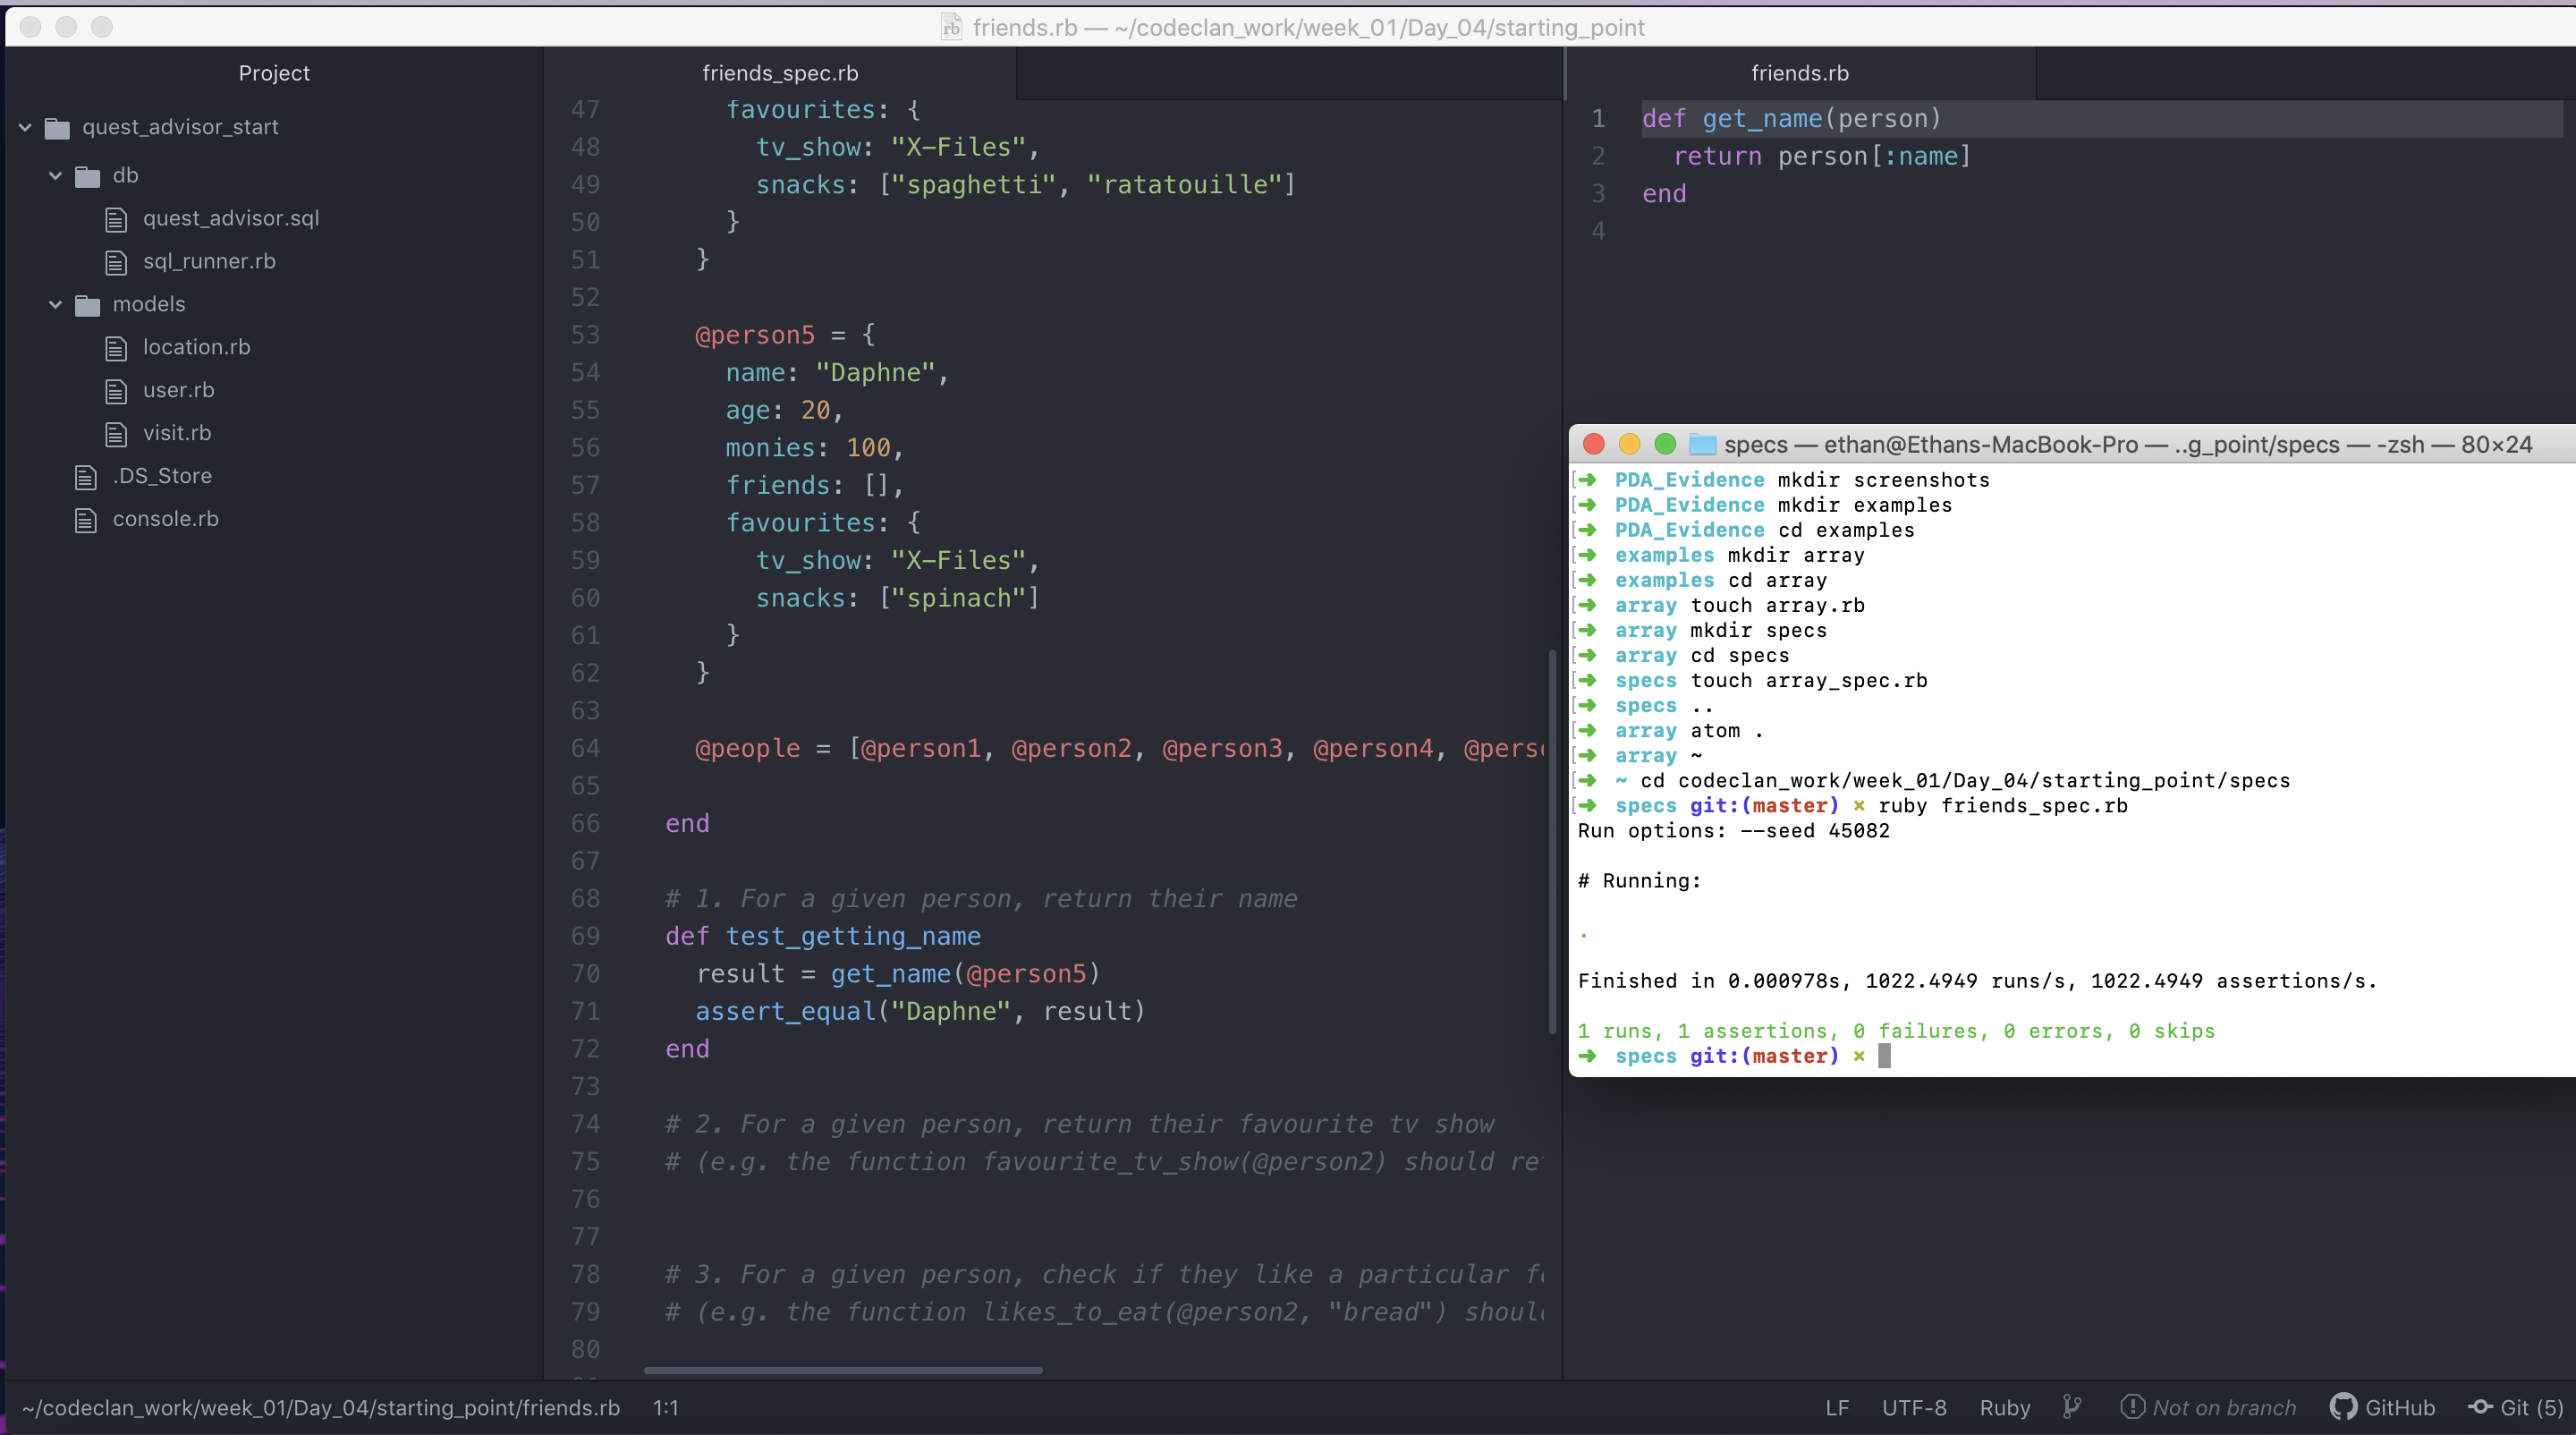 friends.rb — ~/codeclan_work/week_01/Day_04/starting_point
Project
quest_advisor_start
db
quest_advisor.sql
sql_runner.rb
models
location.rb
user.rb
visit.rb
.DS_Store
console.rb
friends_spec.rb
47 favourites: {
48 tv_show: "X-Files",
49 snacks: ["spaghetti", "ratatouille"]
50 }
51 }
52
53 @person5 = {
54 name: "Daphne",
55 age: 20,
56 monies: 100,
57 friends: [],
58 favourites: {
59 tv_show: "X-Files",
60 snacks: ["spinach"]
61 }
62 }
63
64 @people = [@person1, @person2, @person3, @person4,
65
66 end
67
68 # 1. For a given person, return their name
69 def test_getting_name
70 result = get_name(@person5)
71 assert_equal("Daphne", result)
72 end
73
74 # 2. For a given person, return their favourite tv show
75 # (e.g. the function favourite_tv_show(@person2) should
76
77
78 # 3. For a given person, check if they like a particular
79 # (e.g. the function likes_to_eat(@person2, "bread")
80
friends.rb
1 def get_name(person)
2 return person[:name]
3 end
4
specs — ethan@Ethans-MacBook-Pro — ..g_point/specs — -zsh — 80×24
[➜ PDA_Evidence mkdir screenshots
[➜ PDA_Evidence mkdir examples
[➜ PDA_Evidence cd examples
[➜ examples mkdir array
[➜ examples cd array
[➜ array touch array.rb
[➜ array mkdir specs
[➜ array cd specs
[➜ specs touch array_spec.rb
[➜ specs ..
[➜ array atom .
[➜ array ~
[➜ ~ cd codeclan_work/week_01/Day_04/starting_point/specs
[➜ specs git:(master) × ruby friends_spec.rb
Run options: --seed 45082
# Running:
.
Finished in 0.000978s, 1022.4949 runs/s, 1022.4949 assertions/s.
1 runs, 1 assertions, 0 failures, 0 errors, 0 skips
➜ specs git:(master) ×
~/codeclan_work/week_01/Day_04/starting_point/friends.rb 1:1
LF UTF-8 Ruby Not on branch GitHub Git (5)